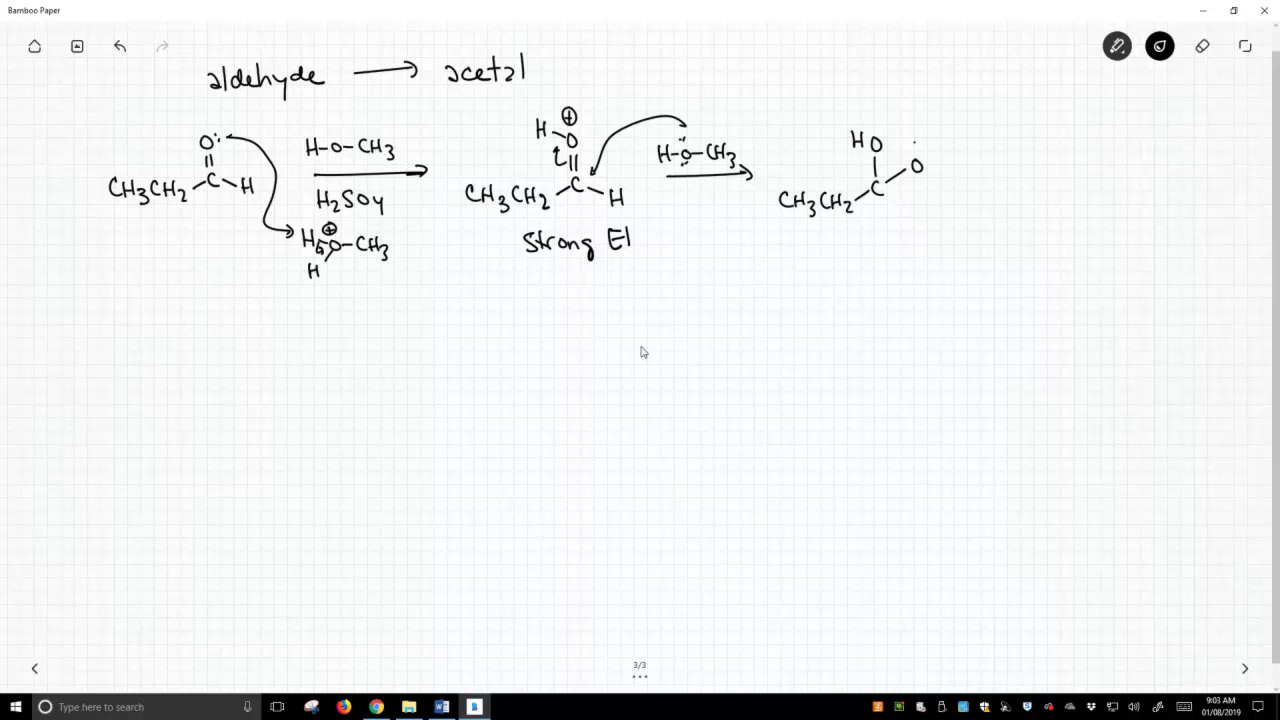 Bamboo Paper
aldehyde → acetal
O: H-O-CH3 H-O ⊕ H-O-CH3 HO O
CH3CH2 C H H2SO4 CH3CH2 C H CH3CH2 C
H ⊕ O-CH3 Strong El
H
3/3
Type here to search
9:03 AM
01/08/2019